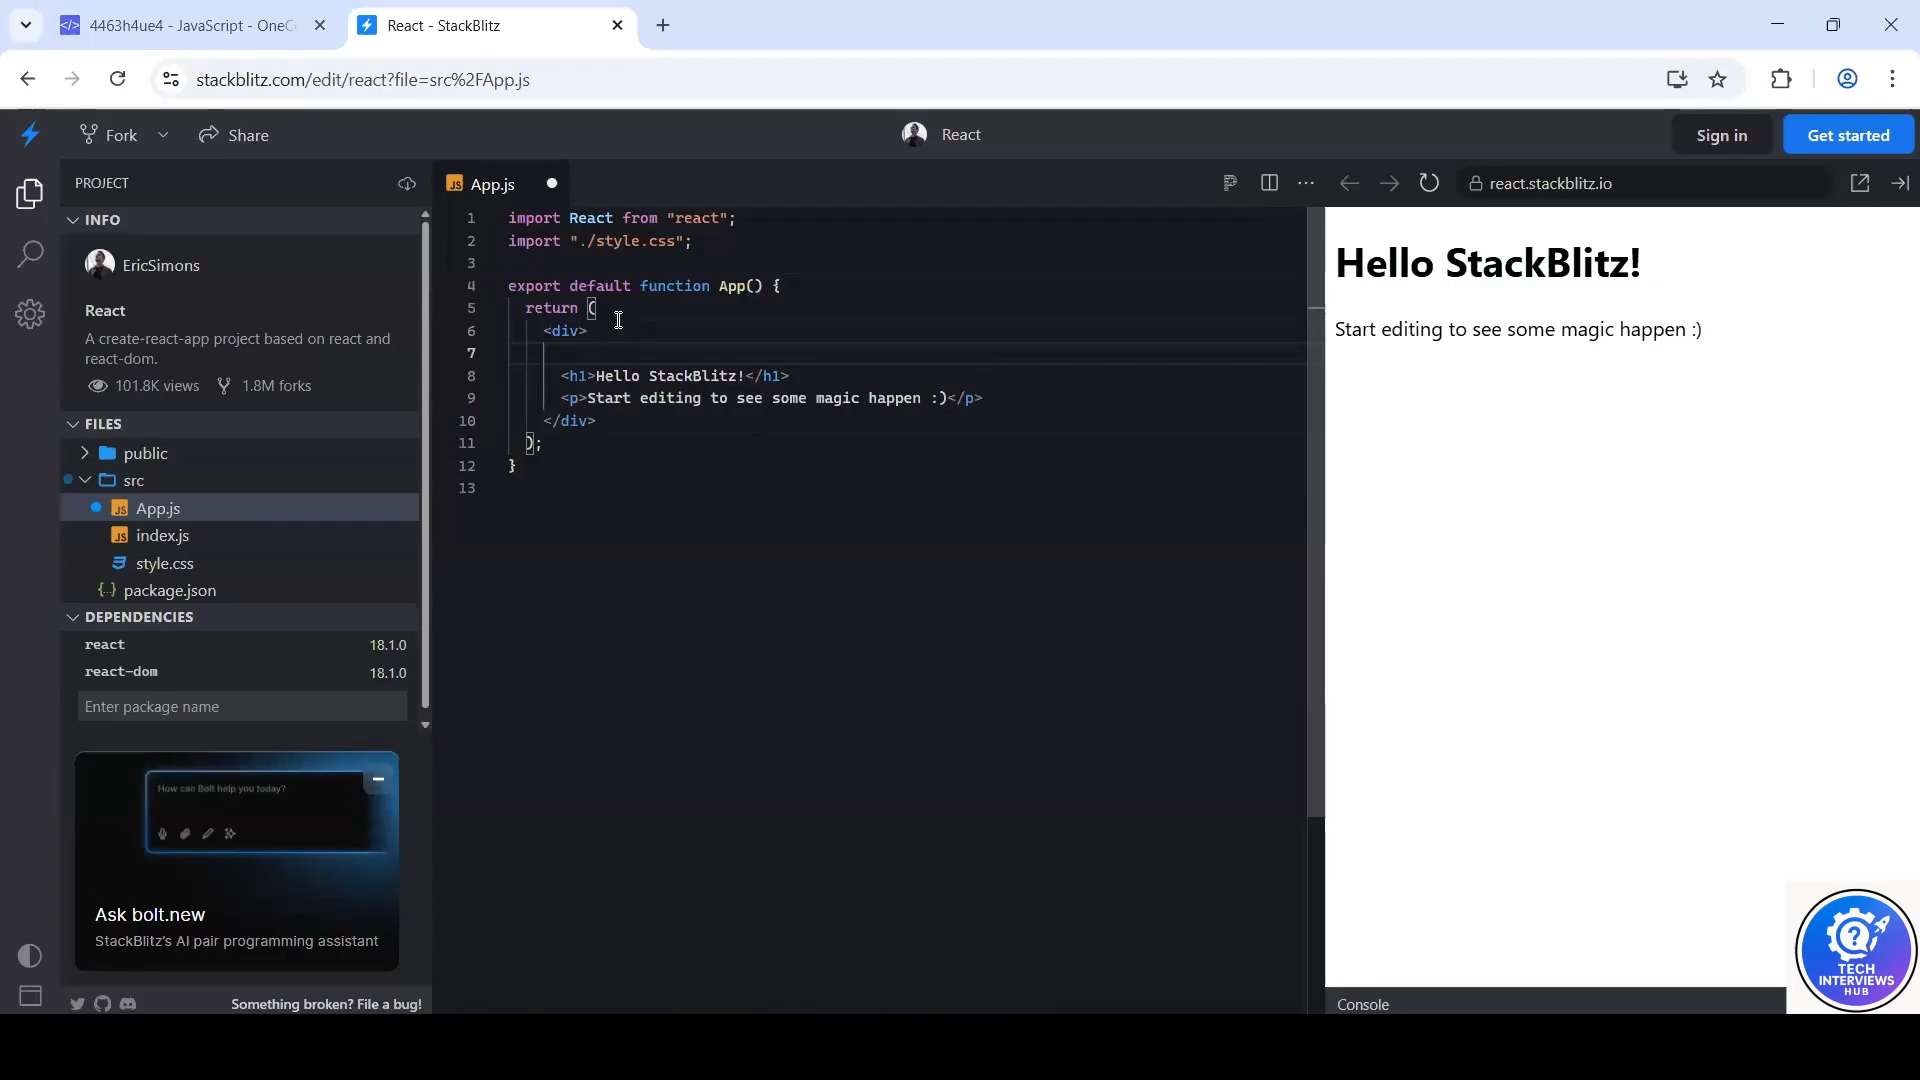 4463h4ue4 - JavaScript - OneC
React - StackBlitz
stackblitz.com/edit/react?file=src%2FApp.js
Fork
Share
React
Sign in
Get started
PROJECT
App.js
react.stackblitz.io
INFO
EricSimons
React
A create-react-app project based on react and
react-dom.
101.8K views
1.8M forks
FILES
public
src
App.js
index.js
style.css
package.json
DEPENDENCIES
react 18.1.0
react-dom 18.1.0
Enter package name
How can Bolt help you today?
Ask bolt.new
StackBlitz's AI pair programming assistant
Something broken? File a bug!
1 import React from "react";
2 import "./style.css";
3
4 export default function App() {
5 return (
6 <div>
7
8 <h1>Hello StackBlitz!</h1>
9 <p>Start editing to see some magic happen :)</p>
10 </div>
11 );
12 }
13
Hello StackBlitz!
Start editing to see some magic happen :)
Console
TECH
INTERVIEWS
HUB